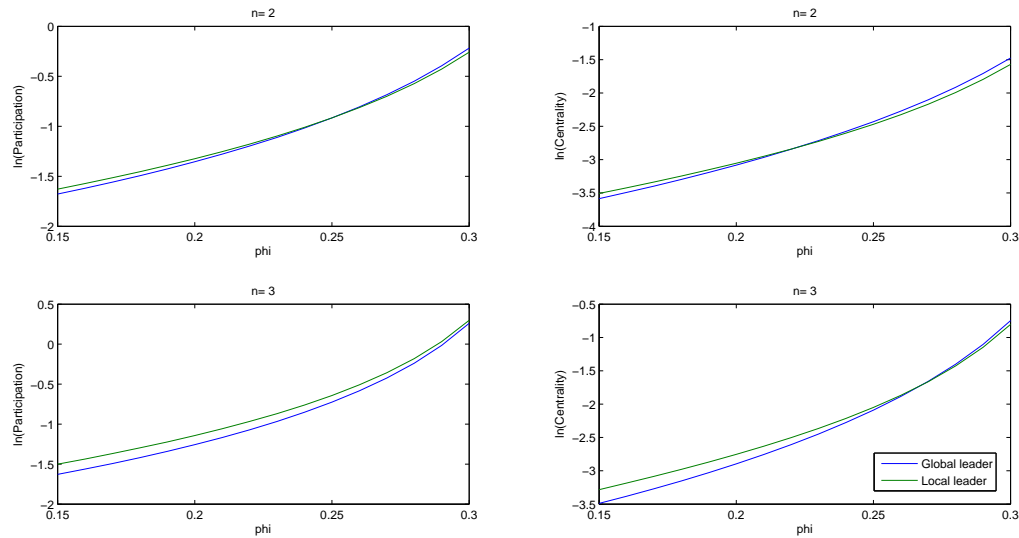 n= 2
0
−0.5
−1
−1.5
−2
ln(Participation)
0.15 0.2 0.25 0.3
phi
n= 2
−1
−1.5
−2
−2.5
−3
−3.5
−4
ln(Centrality)
0.15 0.2 0.25 0.3
phi
n= 3
0.5
0
−0.5
−1
−1.5
−2
ln(Participation)
0.15 0.2 0.25 0.3
phi
n= 3
−0.5
−1
−1.5
−2
−2.5
−3
−3.5
ln(Centrality)
Global leader
Local leader
0.15 0.2 0.25 0.3
phi